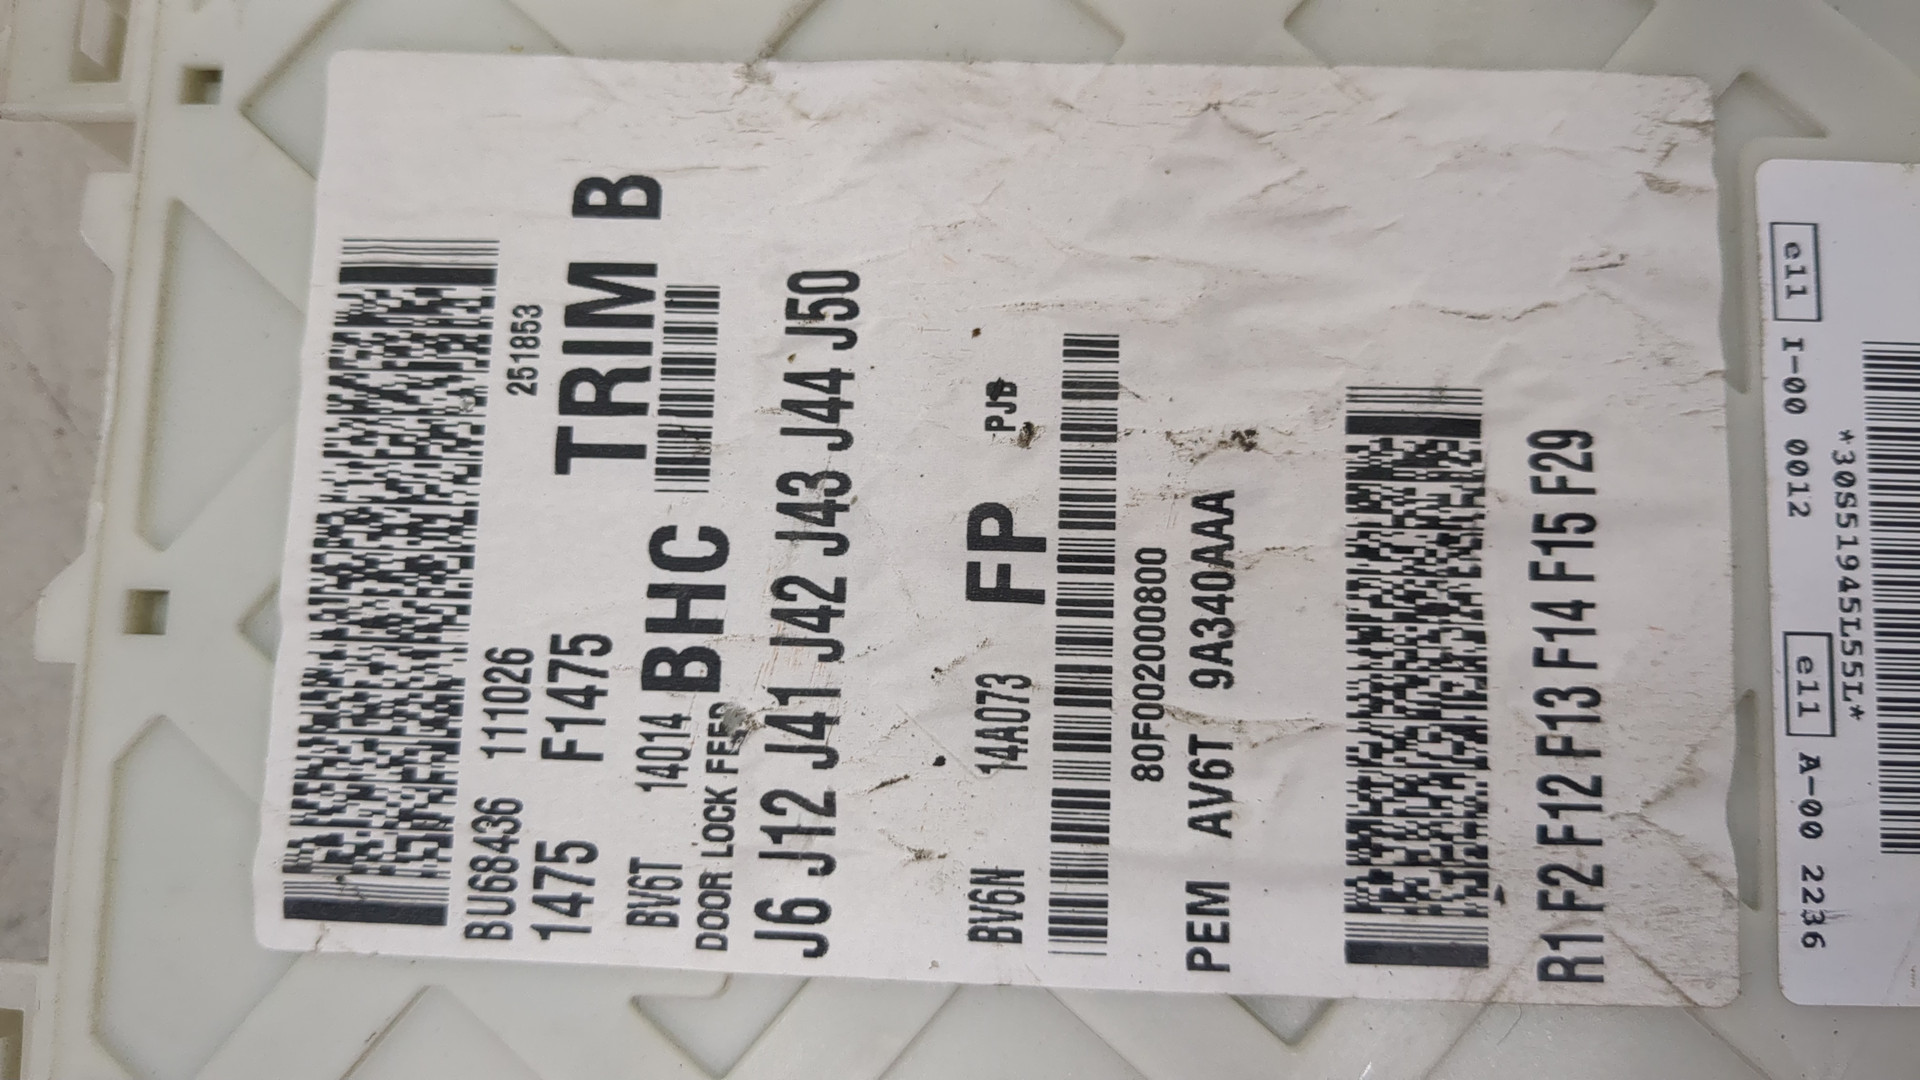 BU68436 111026 251853
1475 F1475 TRIM B
BV6T 14014 BHC
DOOR LOCK FEED
J6 J12 J41 J42 J43 J44 J50
BV6N 14A073 FP PJB
80F002000800
PEM AV6T 9A340AAA
R1 F2 F12 F13 F14 F15 F29
e11 A-00 2236 e11 I-00 0012
*30S51945L55L*